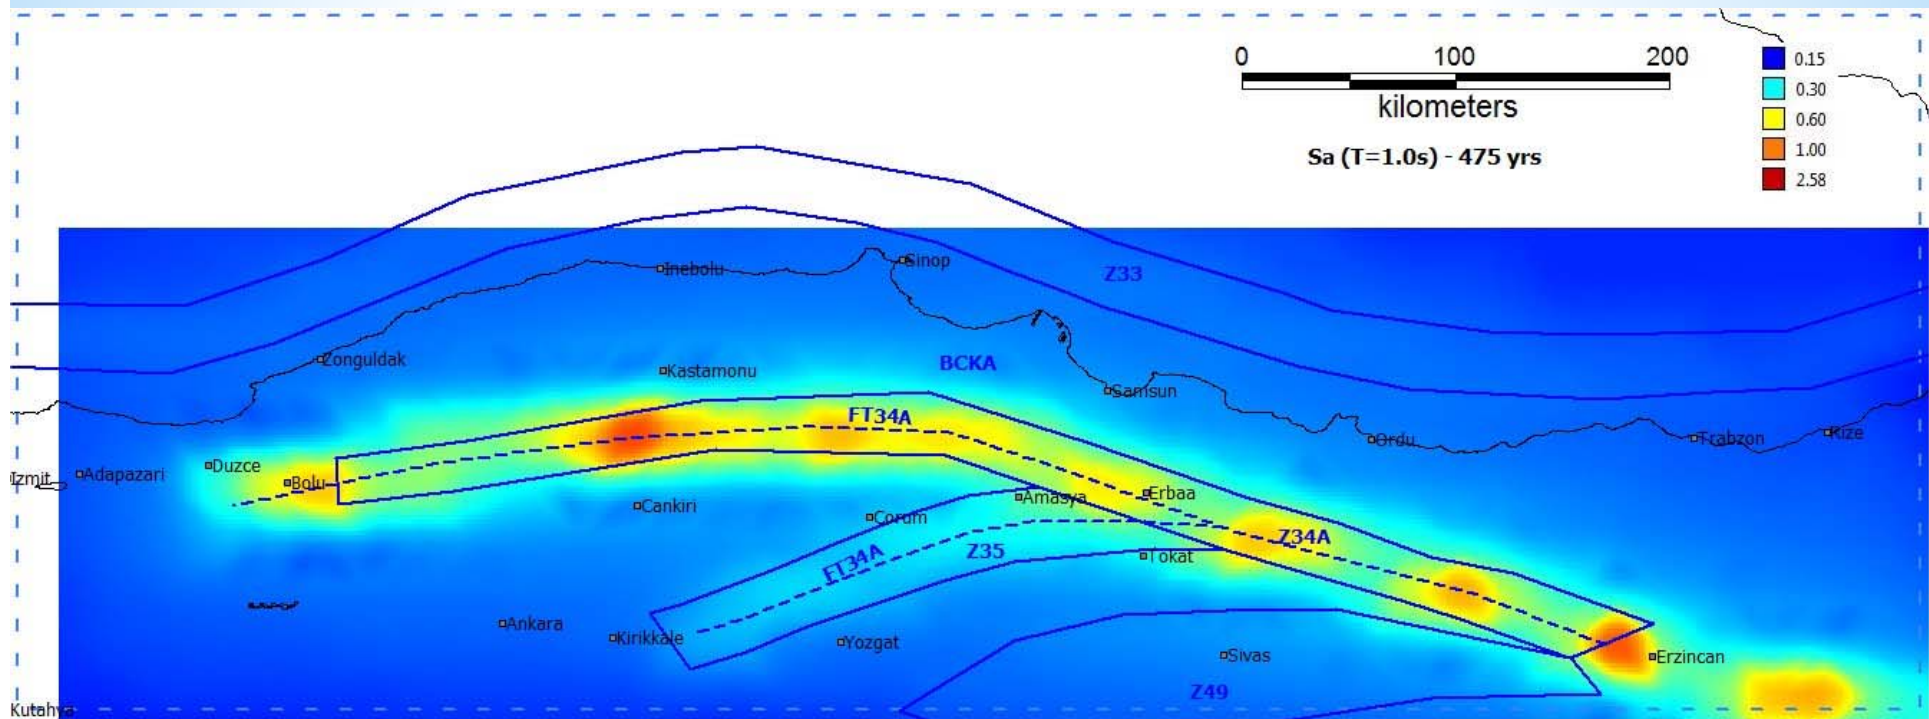 0 100 200
kilometers
Sa (T=1.0s) - 475 yrs
0.15
0.30
0.60
1.00
2.58
Sinop
Inebolu
Z33
Zonguldak
Kastamonu
BCKA
Samsun
FT34A
Ordu
Trabzon
Rize
Izmit
Adapazari
Duzce
Bolu
Cankiri
Corum
Amasya
Erbaa
Z34A
FT34A
Z35
Tokat
Ankara
Kirikkale
Yozgat
Sivas
Erzincan
Z49
Kutahya